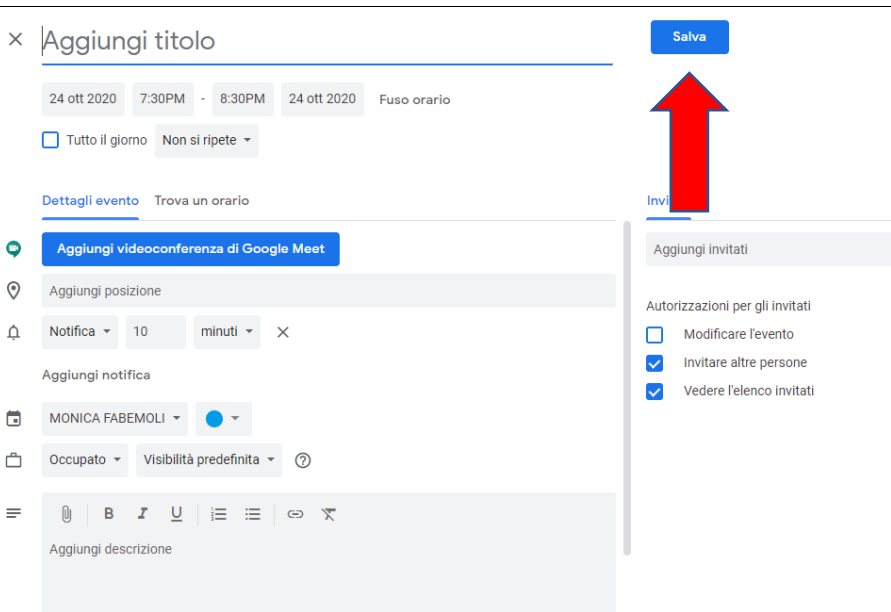 Aggiungi titolo
Salva
24 ott 2020 7:30PM - 8:30PM 24 ott 2020 Fuso orario
Tutto il giorno Non si ripete
Dettagli evento Trova un orario
Aggiungi videoconferenza di Google Meet
Aggiungi posizione
Notifica 10 minuti
Aggiungi notifica
MONICA FABEMOLI
Occupato Visibilità predefinita
B I U
Aggiungi descrizione
Aggiungi invitati
Autorizzazioni per gli invitati
Modificare l'evento
Invitare altre persone
Vedere l'elenco invitati